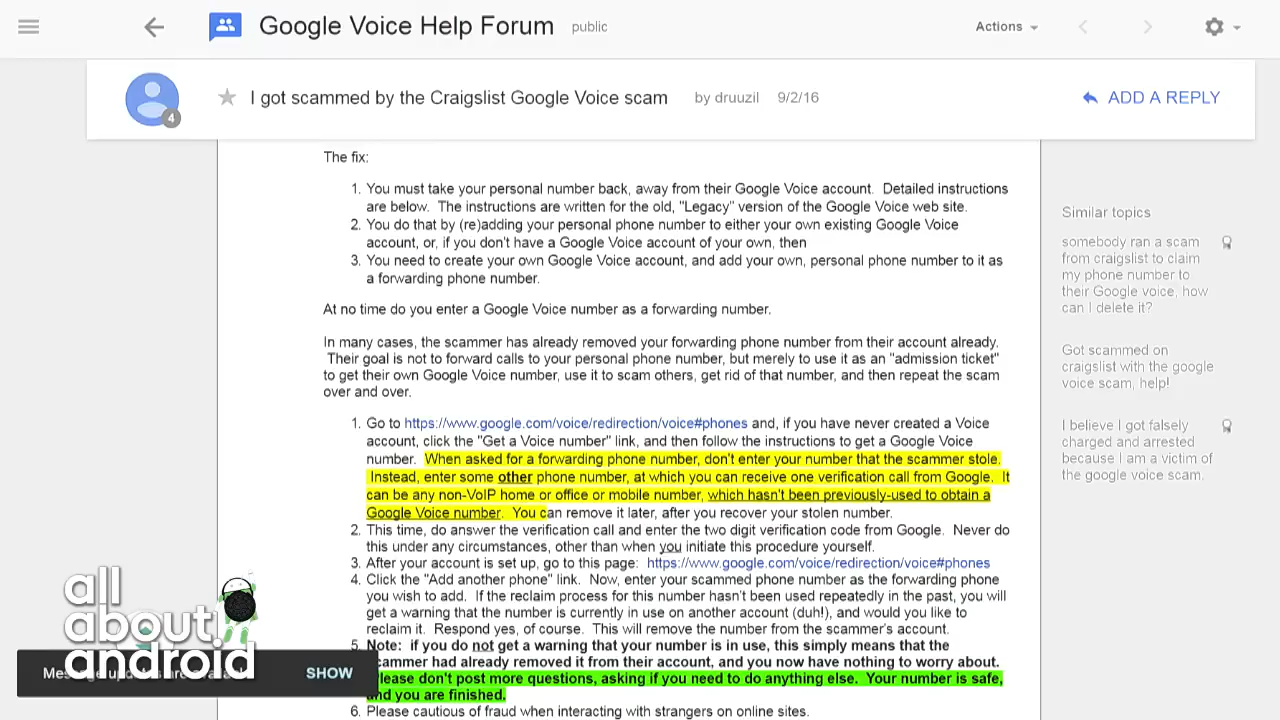 Google Voice Help Forum public Actions
I got scammed by the Craigslist Google Voice scam by druuzil 9/2/16 ADD A REPLY
4
The fix:
1. You must take your personal number back, away from their Google Voice account. Detailed instructions
are below. The instructions are written for the old, "Legacy" version of the Google Voice web site.
2. You do that by (re)adding your personal phone number to either your own existing Google Voice
account, or, if you don't have a Google Voice account of your own, then
3. You need to create your own Google Voice account, and add your own, personal phone number to it as
a forwarding phone number.
At no time do you enter a Google Voice number as a forwarding number.
In many cases, the scammer has already removed your forwarding phone number from their account already.
Their goal is not to forward calls to your personal phone number, but merely to use it as an "admission ticket"
to get their own Google Voice number, use it to scam others, get rid of that number, and then repeat the scam
over and over.
1. Go to https://www.google.com/voice/redirection/voice#phones and, if you have never created a Voice
account, click the "Get a Voice number" link, and then follow the instructions to get a Google Voice
number. When asked for a forwarding phone number, don't enter your number that the scammer stole.
Instead, enter some other phone number, at which you can receive one verification call from Google. It
can be any non-VoIP home or office or mobile number, which hasn't been previously-used to obtain a
Google Voice number. You can remove it later, after you recover your stolen number.
2. This time, do answer the verification call and enter the two digit verification code from Google. Never do
this under any circumstances, other than when you initiate this procedure yourself.
3. After your account is set up, go to this page: https://www.google.com/voice/redirection/voice#phones
4. Click the "Add another phone" link. Now, enter your scammed phone number as the forwarding phone
you wish to add. If the reclaim process for this number hasn't been used repeatedly in the past, you will
get a warning that the number is currently in use on another account (duh!), and would you like to
reclaim it. Respond yes, of course. This will remove the number from the scammer's account.
5. Note: if you do not get a warning that your number is in use, this simply means that the
scammer had already removed it from their account, and you now have nothing to worry about.
Please don't post more questions, asking if you need to do anything else. Your number is safe,
and you are finished.
6. Please cautious of fraud when interacting with strangers on online sites.
Similar topics
somebody ran a scam
from craigslist to claim
my phone number to
their Google voice, how
can I delete it?
Got scammed on
craigslist with the google
voice scam, help!
I believe I got falsely
charged and arrested
because I am a victim of
the google voice scam.
all
about
android
SHOW